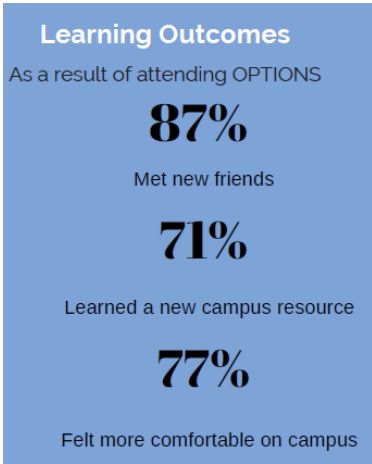 Learning Outcomes
As a result of attending OPTIONS
87%
Met new friends
71%
Learned a new campus resource
77%
Felt more comfortable on campus